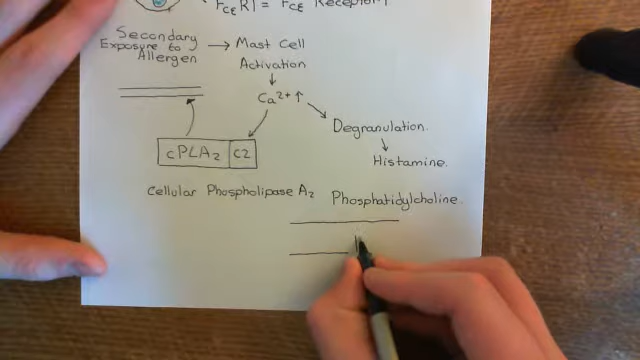 FcεRI = Fcε Receptor I
Secondary
Exposure to → Mast Cell
Allergen
Activation
Ca²⁺ ↑
Degranulation.
cPLA₂ C2
Histamine.
Cellular Phospholipase A₂
Phosphatidylcholine.